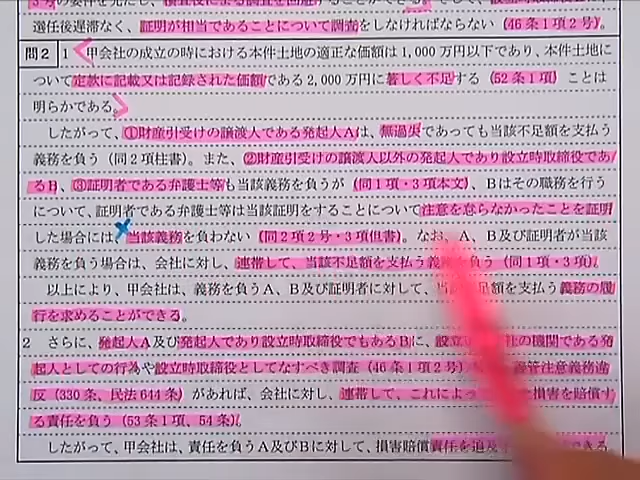 選任後遅滞なく、証明が相当であることについて調査をしなければならない（46条1項2号）。
問2 1 甲会社の成立の時における本件土地の適正な価額は1,000万円以下であり、本件土地に
ついて定款に記載又は記録された価額である2,000万円に著しく不足する（52条1項）ことは
明らかである。
したがって、①財産引受けの譲渡人である発起人Aは、無過失であっても当該不足額を支払う
義務を負う（同2項柱書）。また、②財産引受けの譲渡人以外の発起人であり設立時取締役であ
るB、③証明者である弁護士等も当該義務を負うが（同1項・3項本文）、Bはその職務を行う
について、証明者である弁護士等は当該証明をすることについて注意を怠らなかったことを証明
した場合には、当該義務を負わない（同2項2号・3項但書）。なお、A、B及び証明者が当該
義務を負う場合は、会社に対し、連帯して、当該不足額を支払う義務を負う（同1項・3項）。
以上により、甲会社は、義務を負うA、B及び証明者に対して、当 足額を支払う義務の履
行を求めることができる。
2 さらに、発起人A及び発起人であり設立時取締役でもあるBに、設立 社の機関である発
起人としての行為や設立時取締役としてなすべき調査（46条1項2号） 善管注意義務違
反（330条、民法644条）があれば、会社に対し、連帯して、これによ 損害を賠償す
る責任を負う（53条1項、54条）。
したがって、甲会社は、責任を負うA及びBに対して、損害賠償責任を追及 できる